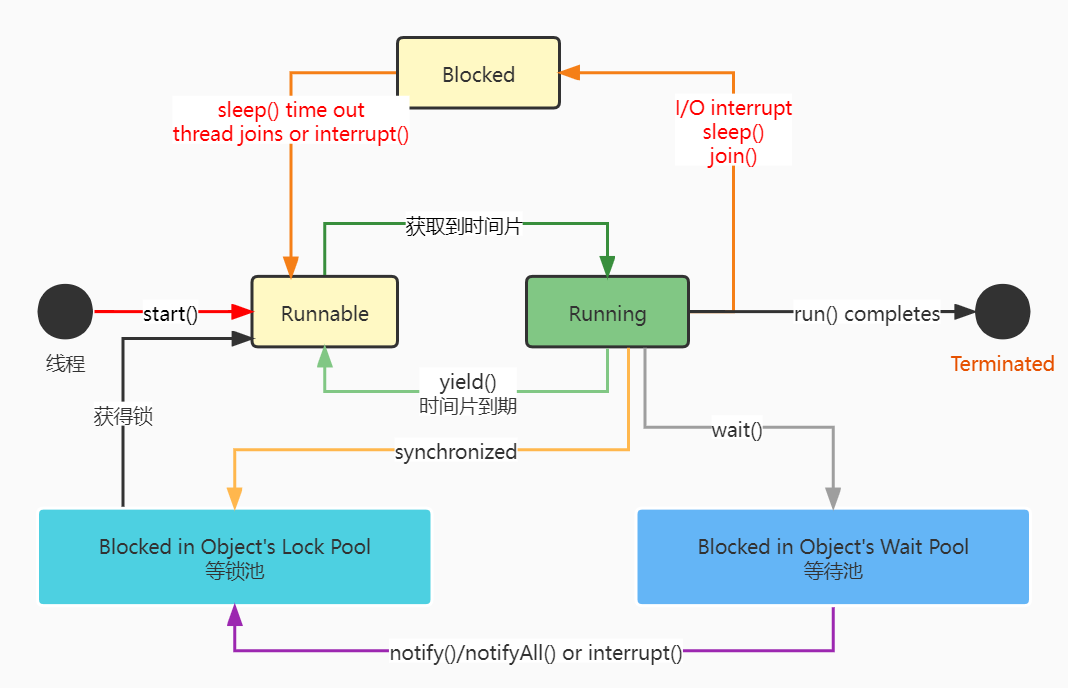 Blocked
sleep() time out
thread joins or interrupt()
I/O interrupt
sleep()
join()
获取到时间片
start()
Runnable
Running
run() completes
线程
Terminated
yield()
时间片到期
获得锁
wait()
synchronized
Blocked in Object's Lock Pool
等锁池
Blocked in Object's Wait Pool
等待池
notify()/notifyAll() or interrupt()